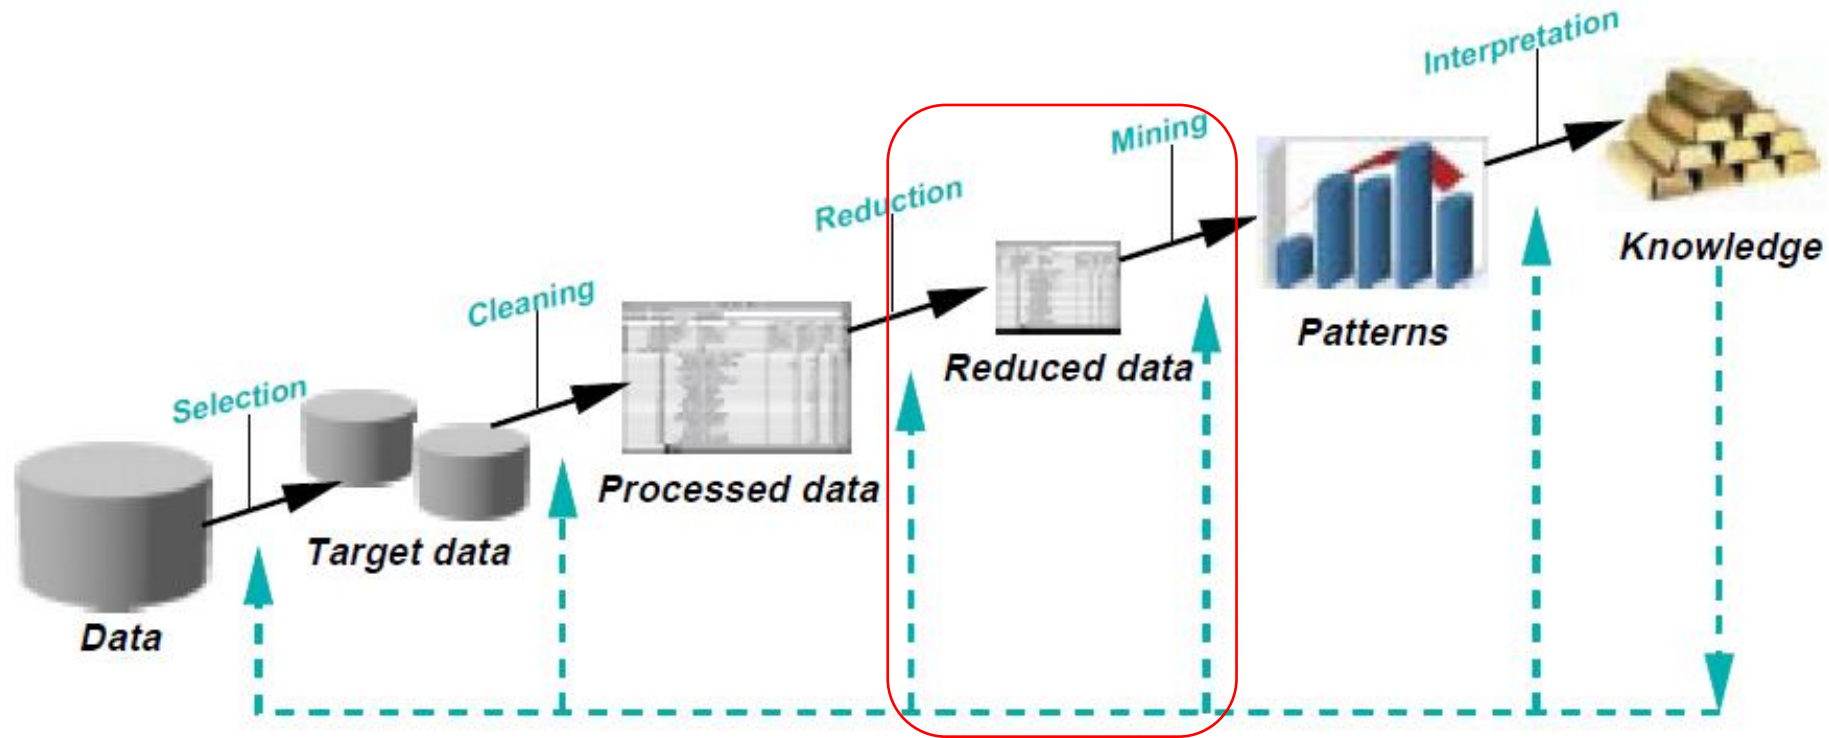 Data
Selection
Target data
Cleaning
Processed data
Reduction
Reduced data
Mining
Patterns
Interpretation
Knowledge